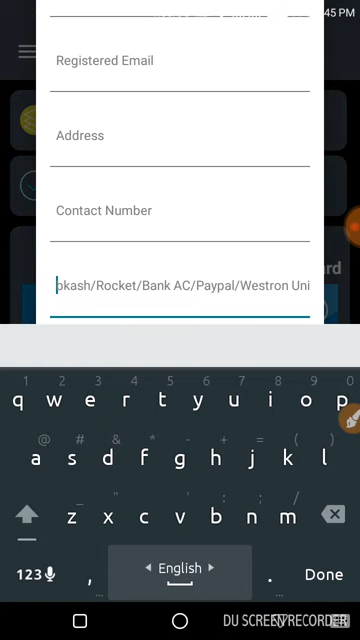 45 PM
Registered Email
Address
Contact Number
bkash/Rocket/Bank AC/Paypal/Westron Uni
rd
1 2 3 4 5 6 7 8 9 0
q w e r t y u i o p
@ # & * - + = ( )
a s d f g h j k l
_ " ' : ; /
z x c v b n m
123 , English . Done
DU SCREEN RECORDER